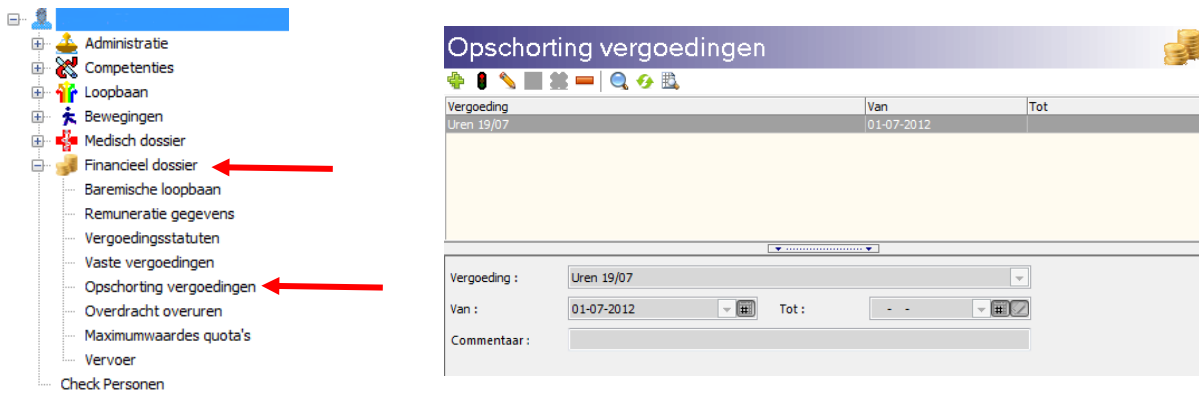 Administratie
Competenties
Loopbaan
Bewegingen
Medisch dossier
Financieel dossier
Baremische loopbaan
Remuneratie gegevens
Vergoedingsstatuten
Vaste vergoedingen
Opschorting vergoedingen
Overdracht overuren
Maximumwaardes quota's
Vervoer
Check Personen
Opschorting vergoedingen
Vergoeding Van Tot
Uren 19/07 01-07-2012
Vergoeding : Uren 19/07
Van : 01-07-2012 Tot : - -
Commentaar :